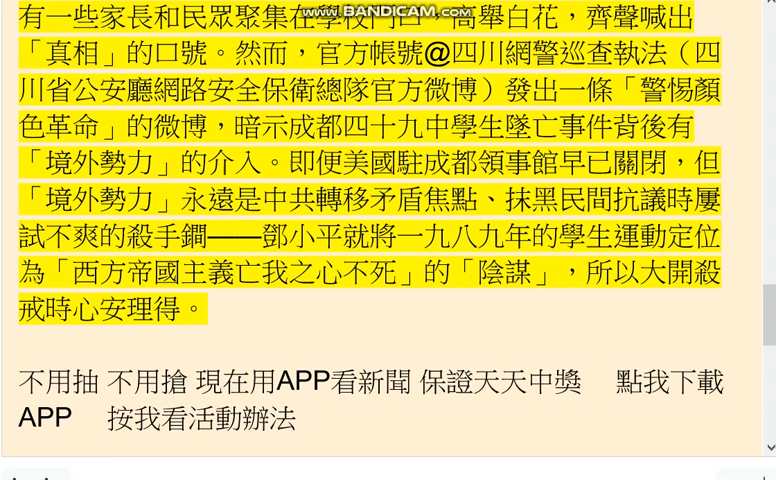 有一些家長和民眾聚集在學校門口，高舉白花，齊聲喊出
www.BANDICAM.com
「真相」的口號。然而，官方帳號@四川網警巡查執法（四
川省公安廳網路安全保衛總隊官方微博）發出一條「警惕顏
色革命」的微博，暗示成都四十九中學生墜亡事件背後有
「境外勢力」的介入。即便美國駐成都領事館早已關閉，但
「境外勢力」永遠是中共轉移矛盾焦點、抹黑民間抗議時屢
試不爽的殺手鐧——鄧小平就將一九八九年的學生運動定位
為「西方帝國主義亡我之心不死」的「陰謀」，所以大開殺
戒時心安理得。
不用抽 不用搶 現在用APP看新聞 保證天天中獎 點我下載
APP 按我看活動辦法